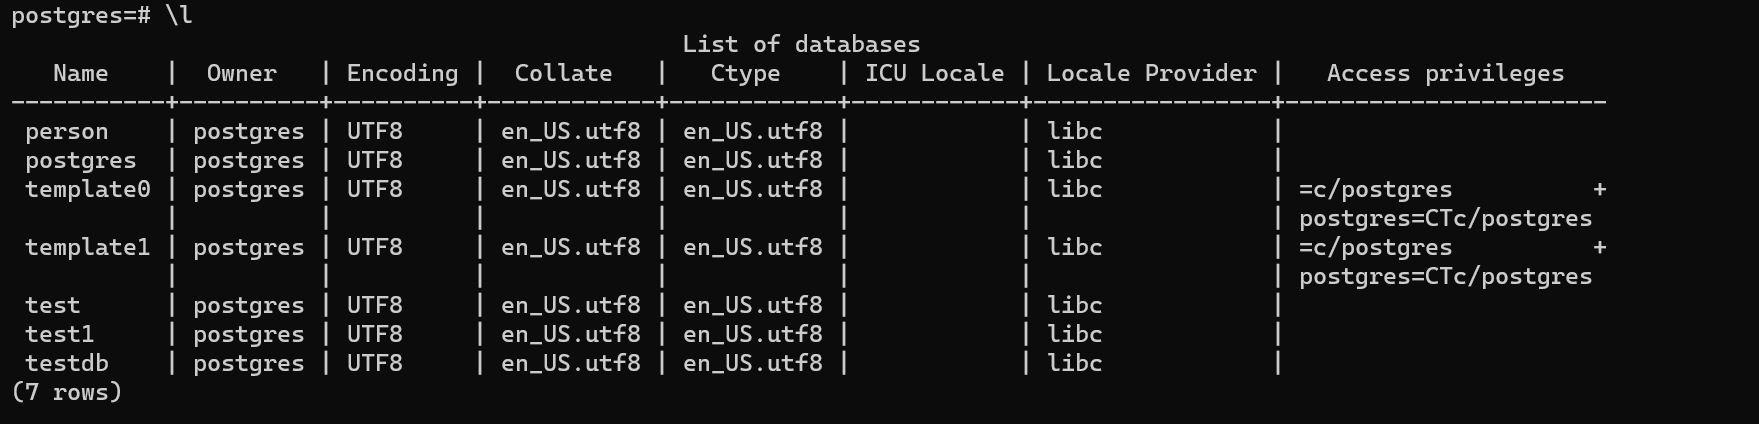 postgres=# \l
                                                List of databases
   Name    |  Owner   | Encoding |  Collate   |   Ctype    | ICU Locale | Locale Provider |   Access privileges
-----------+----------+----------+------------+------------+------------+-----------------+-----------------------
 person    | postgres | UTF8     | en_US.utf8 | en_US.utf8 |            | libc            |
 postgres  | postgres | UTF8     | en_US.utf8 | en_US.utf8 |            | libc            |
 template0 | postgres | UTF8     | en_US.utf8 | en_US.utf8 |            | libc            | =c/postgres          +
           |          |          |            |            |            |                 | postgres=CTc/postgres
 template1 | postgres | UTF8     | en_US.utf8 | en_US.utf8 |            | libc            | =c/postgres          +
           |          |          |            |            |            |                 | postgres=CTc/postgres
 test      | postgres | UTF8     | en_US.utf8 | en_US.utf8 |            | libc            |
 test1     | postgres | UTF8     | en_US.utf8 | en_US.utf8 |            | libc            |
 testdb    | postgres | UTF8     | en_US.utf8 | en_US.utf8 |            | libc            |
(7 rows)